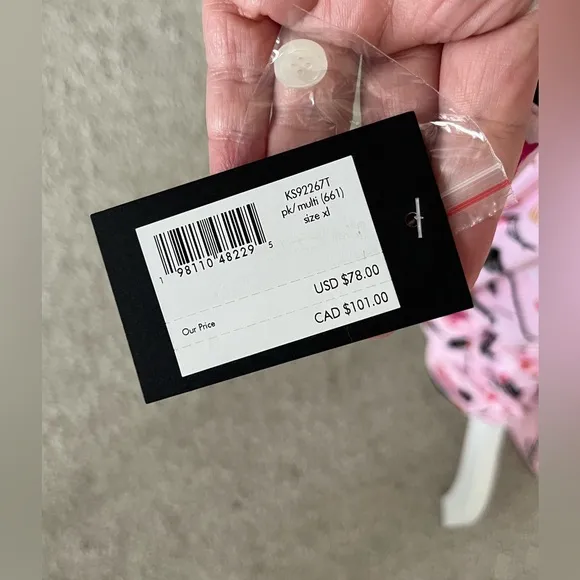 KS92267T
pk/multi (661)
size xl
1 98110 48229 5
USD $78.00
Our Price
CAD $101.00